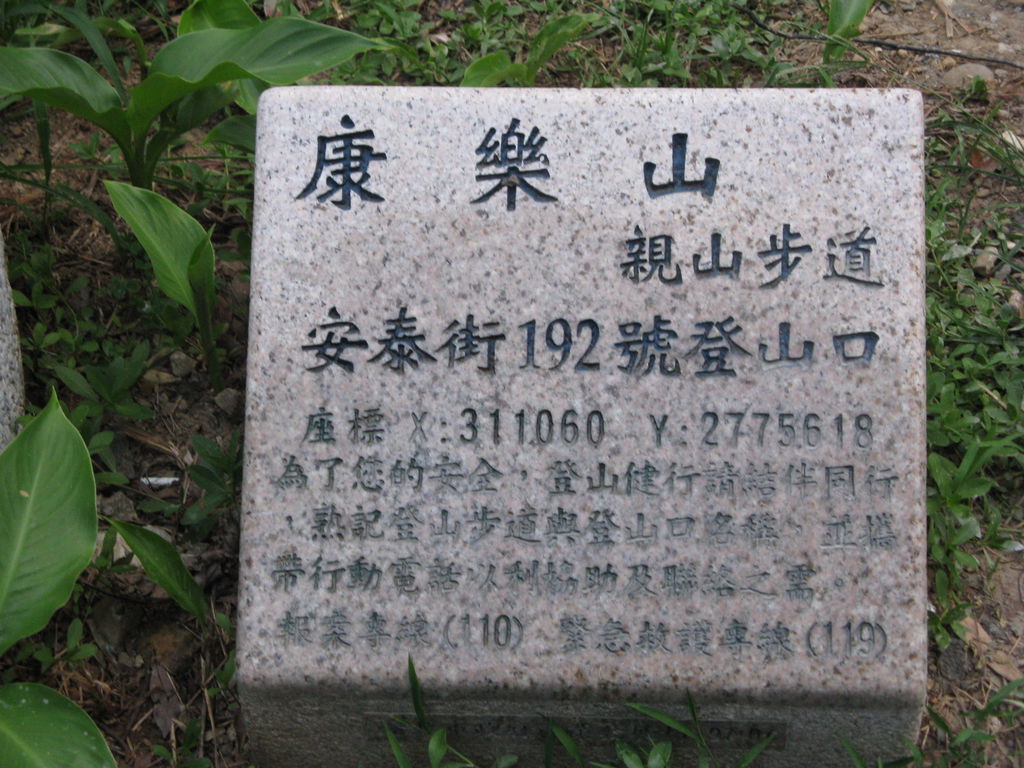 康樂山
親山步道
安泰街192號登山口
座標 X:311060 Y:2775618
為了您的安全，登山健行請結伴同行
，熟記登山步道與登山口名稱，並攜
帶行動電話以利協助及聯絡之需。
報案專線(110) 緊急救護專線(119)